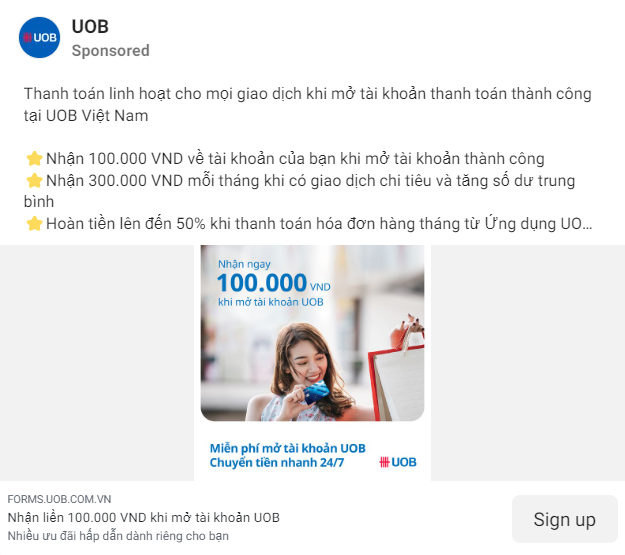 UOB
UOB
Sponsored
Thanh toán linh hoạt cho mọi giao dịch khi mở tài khoản thanh toán thành công
tại UOB Việt Nam
⭐Nhận 100.000 VND về tài khoản của bạn khi mở tài khoản thành công
⭐Nhận 300.000 VND mỗi tháng khi có giao dịch chi tiêu và tăng số dư trung
bình
⭐Hoàn tiền lên đến 50% khi thanh toán hóa đơn hàng tháng từ Ứng dụng UO...
Nhận ngay
100.000 VND
khi mở tài khoản UOB
Miễn phí mở tài khoản UOB
Chuyển tiền nhanh 24/7
UOB
FORMS.UOB.COM.VN
Nhận liền 100.000 VND khi mở tài khoản UOB
Nhiều ưu đãi hấp dẫn dành riêng cho bạn
Sign up